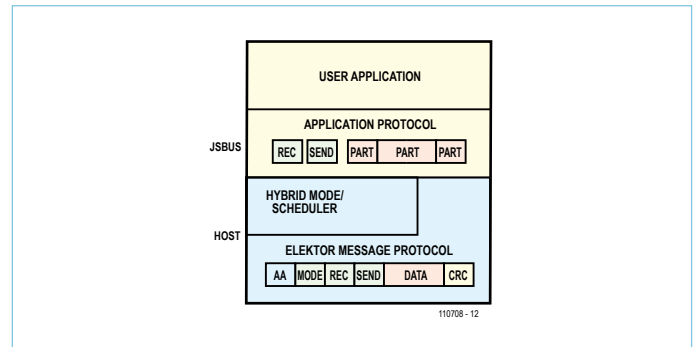 USER APPLICATION
APPLICATION PROTOCOL
JSBUS
REC SEND PART PART PART
HYBRID MODE/
SCHEDULER
HOST
ELEKTOR MESSAGE PROTOCOL
AA MODE REC SEND DATA CRC
110708 - 12